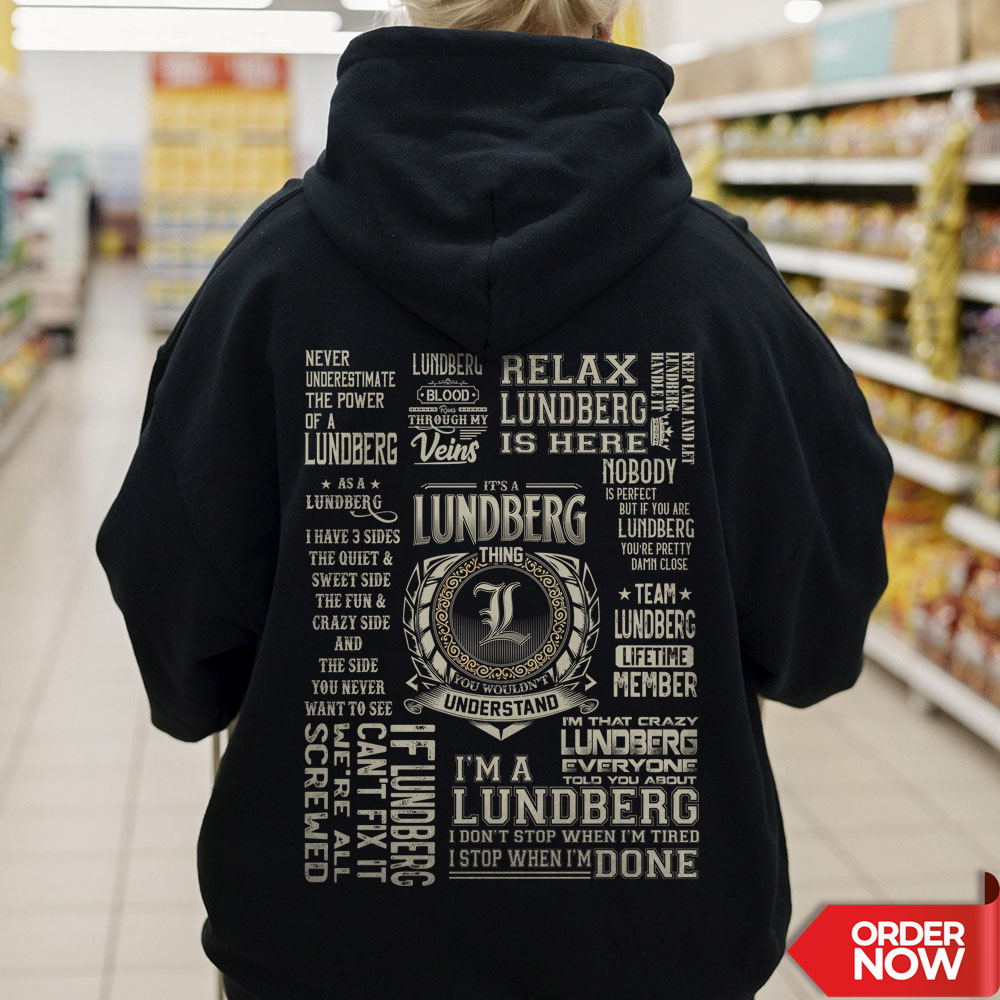 NEVER
UNDERESTIMATE
THE POWER
OF A
LUNDBERG
LUNDBERG
BLOOD
Runs
THROUGH MY
Veins
RELAX
LUNDBERG
IS HERE
KEEP CALM AND LET
LUNDBERG
HANDLE IT
★ AS A ★
LUNDBERG
I HAVE 3 SIDES
THE QUIET &
SWEET SIDE
THE FUN &
CRAZY SIDE
AND
THE SIDE
YOU NEVER
WANT TO SEE
IT'S A
LUNDBERG
THING
L
YOU WOULDN'T
UNDERSTAND
NOBODY
IS PERFECT
BUT IF YOU ARE
LUNDBERG
YOU'RE PRETTY
DAMN CLOSE
★ TEAM ★
LUNDBERG
LIFETIME
MEMBER
IF LUNDBERG
CAN'T FIX IT
WE'RE ALL
SCREWED
I'M THAT CRAZY
LUNDBERG
EVERYONE
TOLD YOU ABOUT
I'M A
LUNDBERG
I DON'T STOP WHEN I'M TIRED
I STOP WHEN I'M DONE
ORDER
NOW